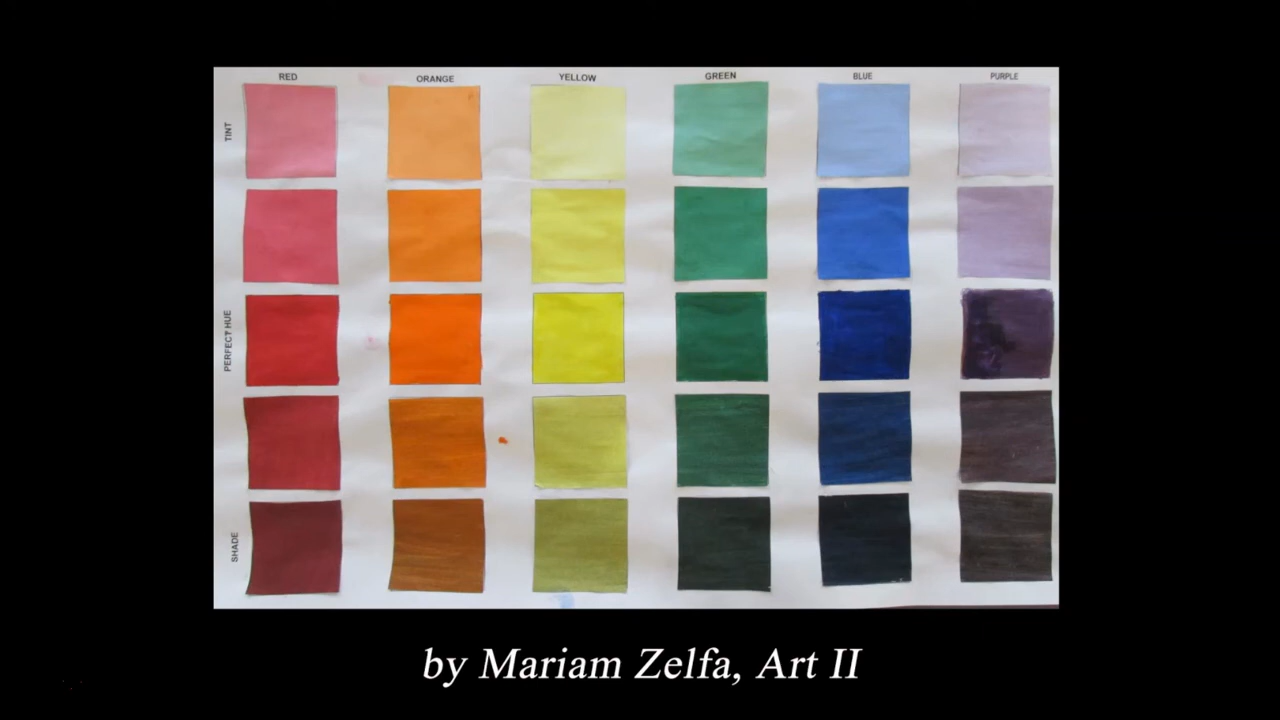 RED ORANGE YELLOW GREEN BLUE PURPLE
TINT
PERFECT HUE
SHADE
by Mariam Zelfa, Art II